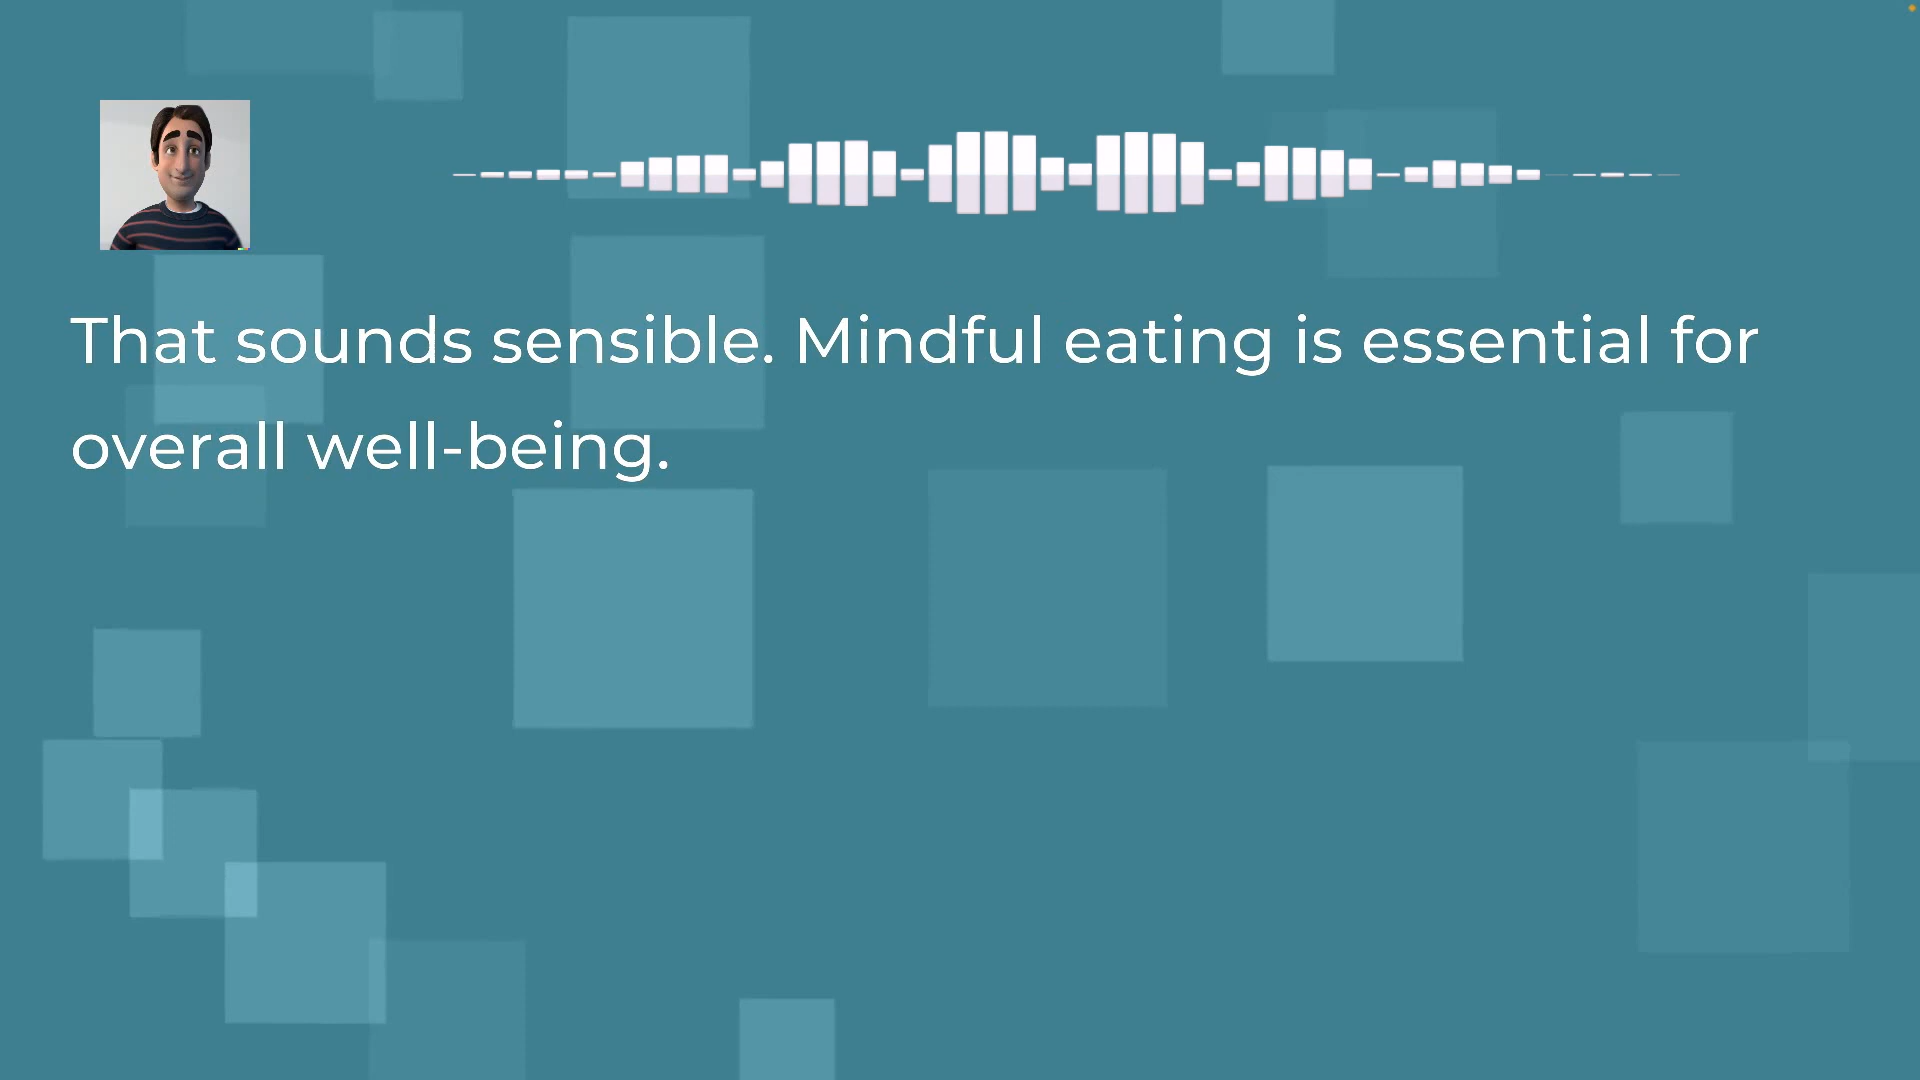 That sounds sensible. Mindful eating is essential for
overall well-being.